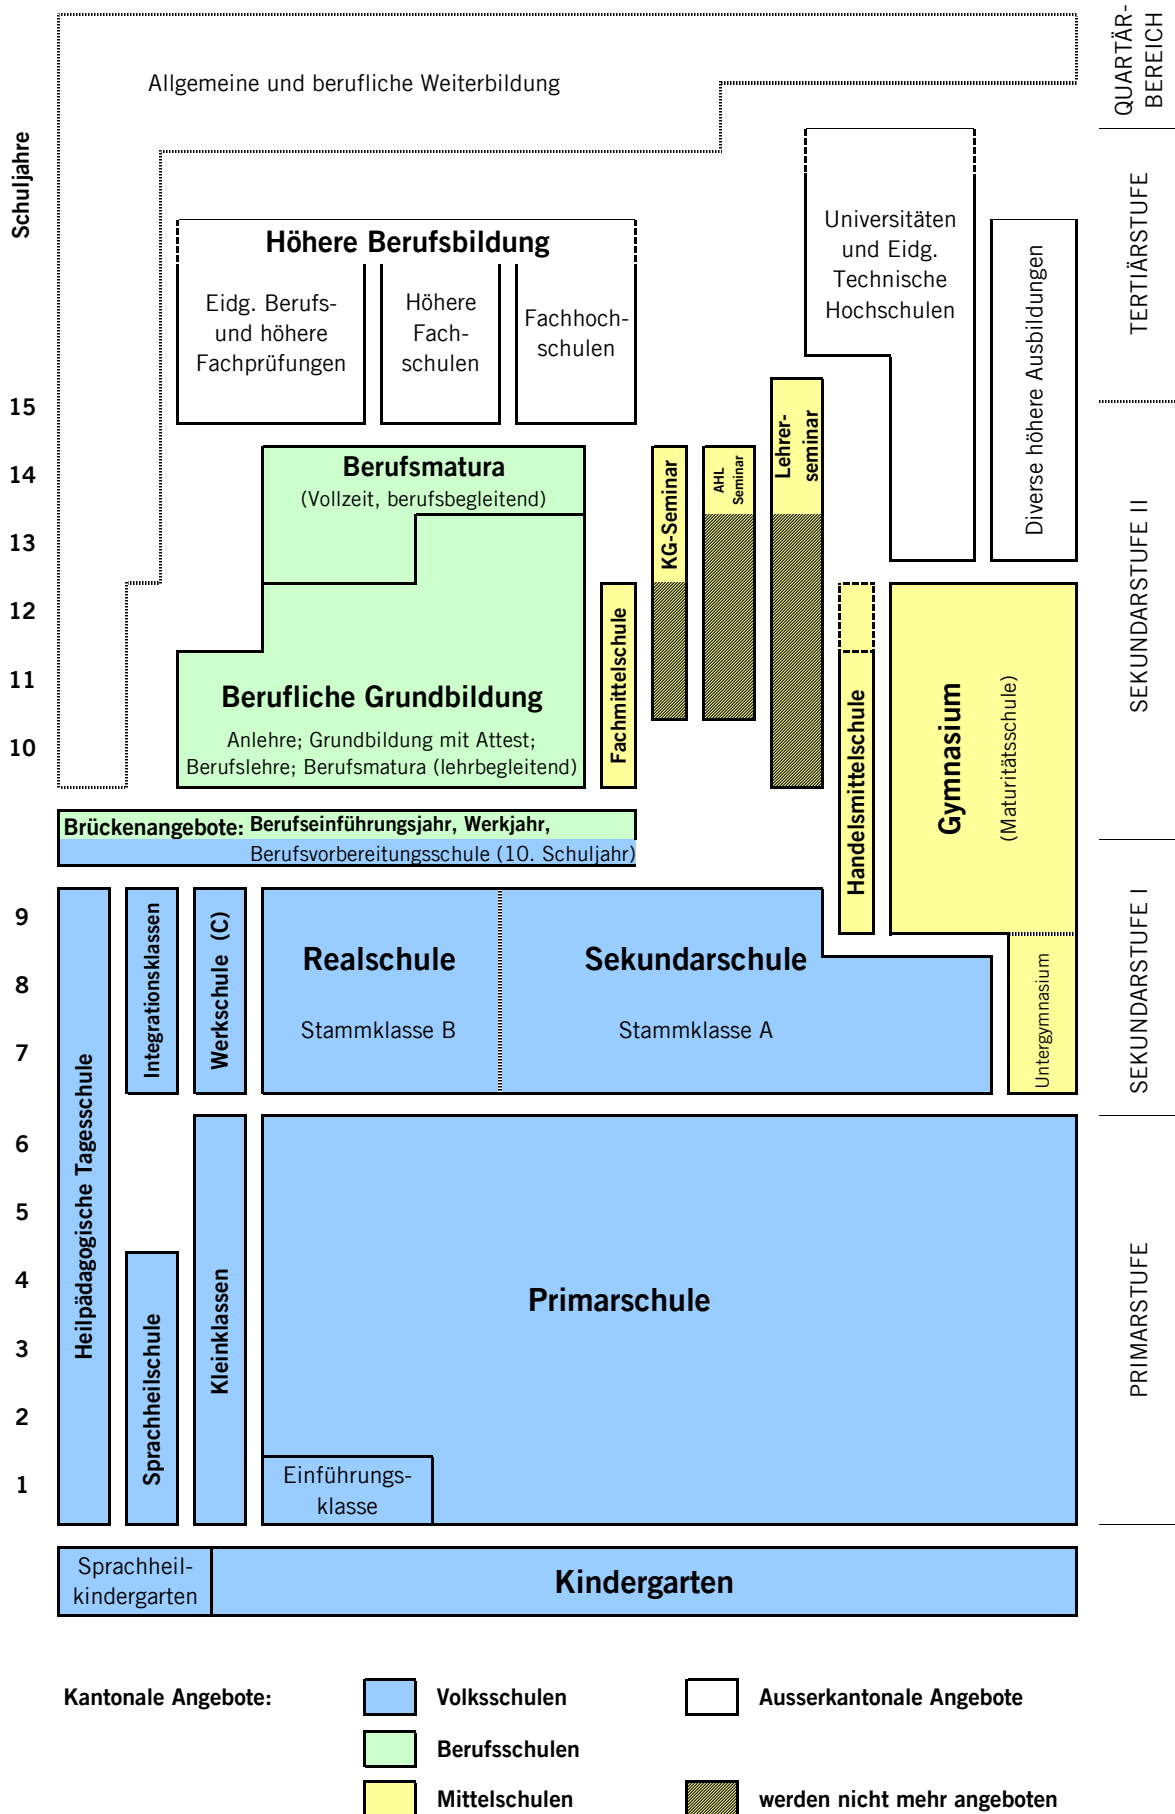 QUARTÄR-
BEREICH
Allgemeine und berufliche Weiterbildung
Schuljahre
TERTIÄRSTUFE
Höhere Berufsbildung
Eidg. Berufs-
und höhere
Fachprüfungen
Höhere
Fach-
schulen
Fachhoch-
schulen
Universitäten
und Eidg.
Technische
Hochschulen
Diverse höhere Ausbildungen
15
14
13
12
11
10
SEKUNDARSTUFE II
Berufsmatura
(Vollzeit, berufsbegleitend)
KG-Seminar
AHL
Seminar
Lehrer-
seminar
Berufliche Grundbildung
Anlehre; Grundbildung mit Attest;
Berufslehre; Berufsmatura (lehrbegleitend)
Fachmittelschule
Handelsmittelschule
Gymnasium
(Maturitätsschule)
Brückenangebote: Berufseinführungsjahr, Werkjahr,
Berufsvorbereitungsschule (10. Schuljahr)
9
8
7
SEKUNDARSTUFE I
Heilpädagogische Tagesschule
Integrationsklassen
Werkschule (C)
Realschule
Stammklasse B
Sekundarschule
Stammklasse A
Untergymnasium
6
5
4
3
2
1
PRIMARSTUFE
Sprachheilschule
Kleinklassen
Primarschule
Einführungs-
klasse
Sprachheil-
kindergarten
Kindergarten
Kantonale Angebote:
Volksschulen
Ausserkantonale Angebote
Berufsschulen
Mittelschulen
werden nicht mehr angeboten